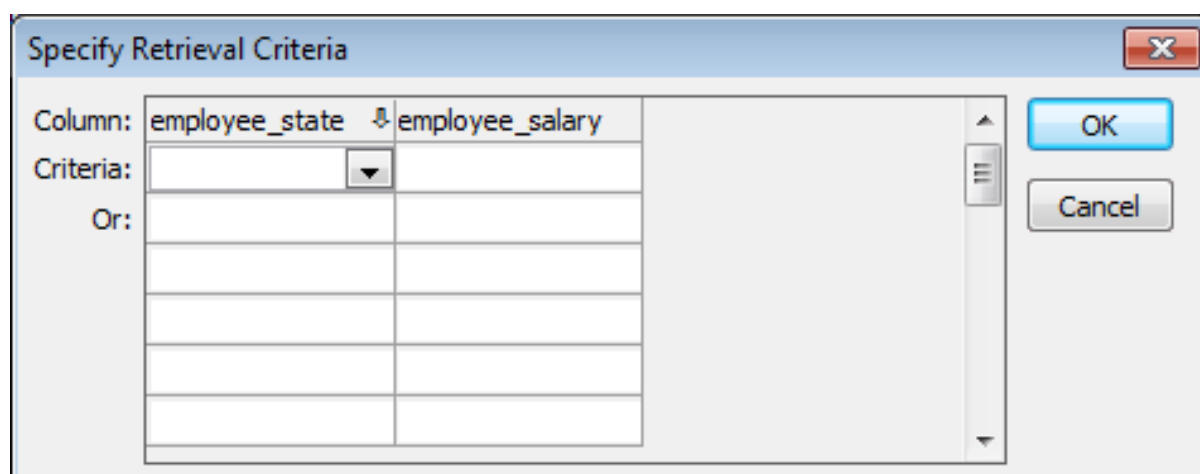 Specify Retrieval Criteria
Column: employee_state employee_salary
OK
Criteria:
Or:
Cancel